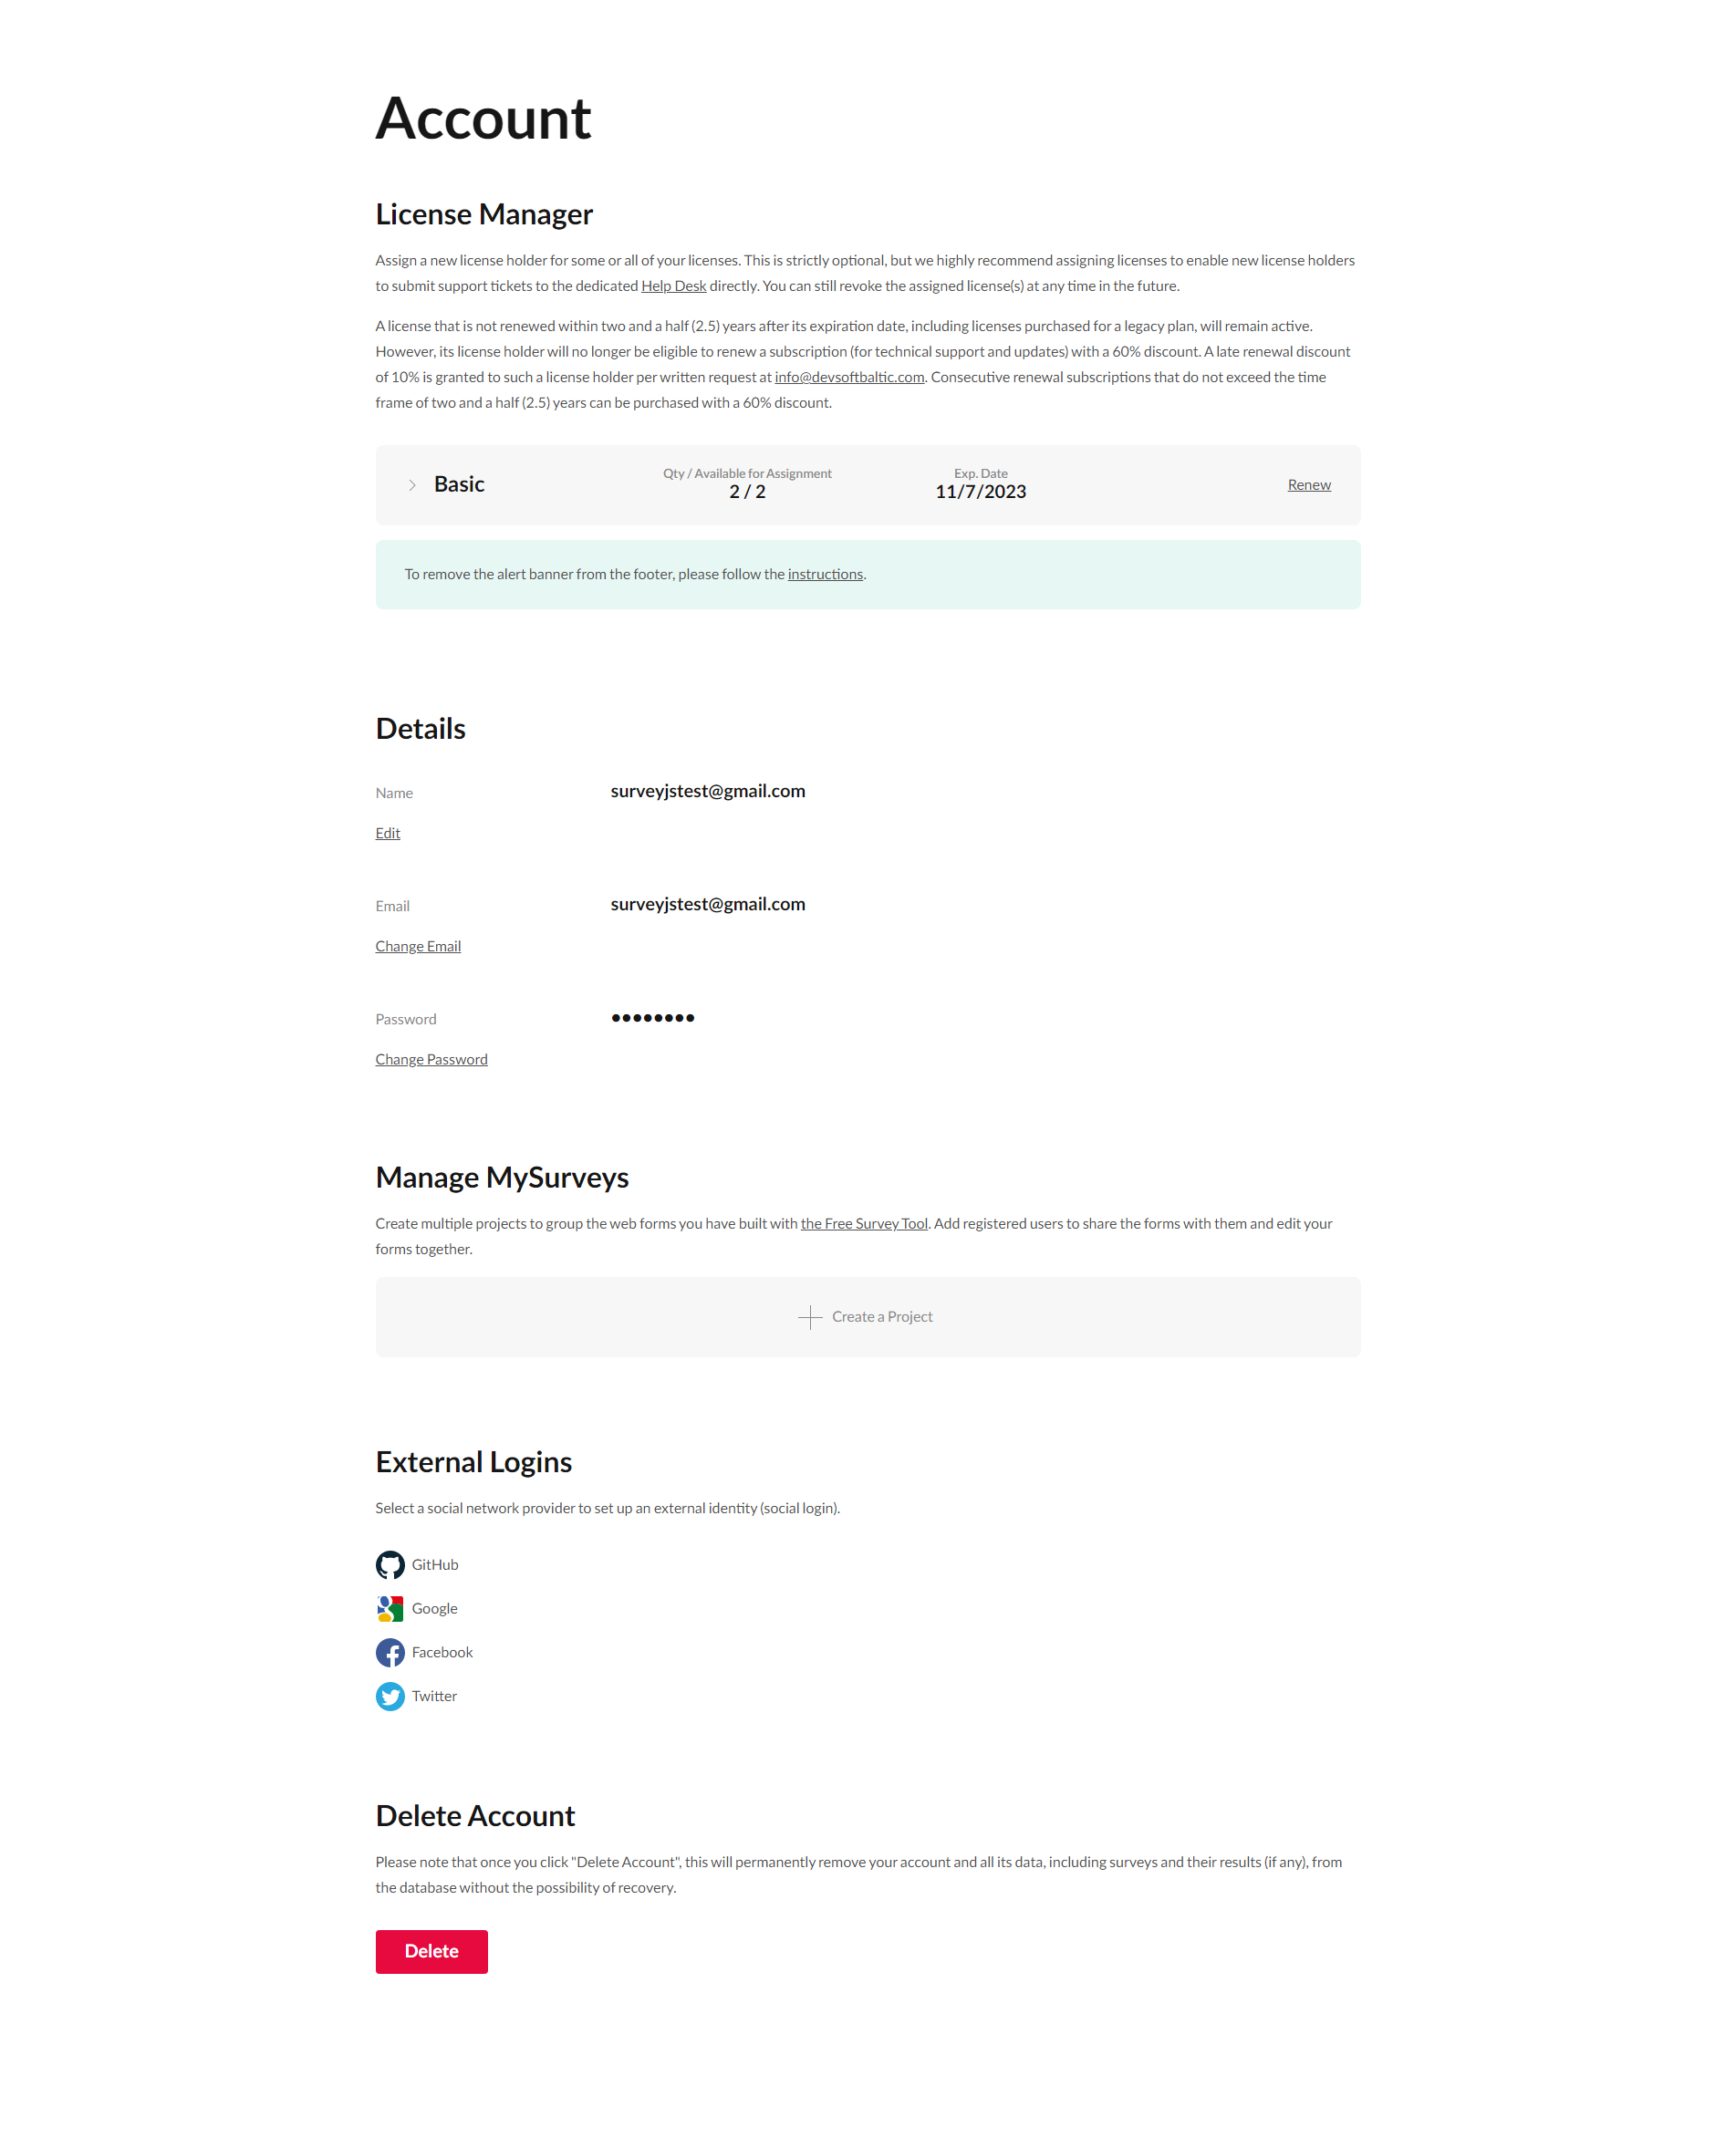 Account
License Manager
Assign a new license holder for some or all of your licenses. This is strictly optional, but we highly recommend assigning licenses to enable new license holders
to submit support tickets to the dedicated Help Desk directly. You can still revoke the assigned license(s) at any time in the future.
A license that is not renewed within two and a half (2.5) years after its expiration date, including licenses purchased for a legacy plan, will remain active.
However, its license holder will no longer be eligible to renew a subscription (for technical support and updates) with a 60% discount. A late renewal discount
of 10% is granted to such a license holder per written request at info@devsoftbaltic.com. Consecutive renewal subscriptions that do not exceed the time
frame of two and a half (2.5) years can be purchased with a 60% discount.
Basic
Qty / Available for Assignment
2 / 2
Exp. Date
11/7/2023
Renew
To remove the alert banner from the footer, please follow the instructions.
Details
Name
surveyjstest@gmail.com
Edit
Email
surveyjstest@gmail.com
Change Email
Password
••••••••
Change Password
Manage MySurveys
Create multiple projects to group the web forms you have built with the Free Survey Tool. Add registered users to share the forms with them and edit your
forms together.
Create a Project
External Logins
Select a social network provider to set up an external identity (social login).
GitHub
Google
Facebook
Twitter
Delete Account
Please note that once you click "Delete Account", this will permanently remove your account and all its data, including surveys and their results (if any), from
the database without the possibility of recovery.
Delete